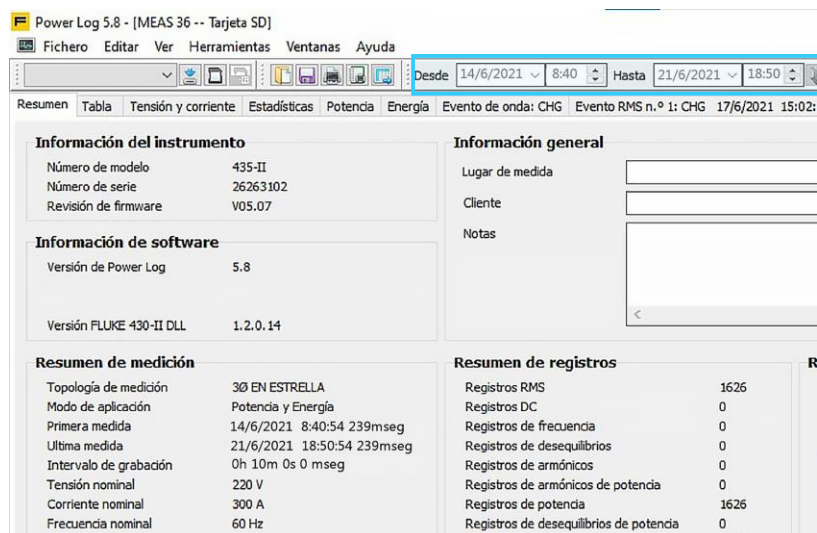 Power Log 5.8 - [MEAS 36 -- Tarjeta SD]
Fichero Editar Ver Herramientas Ventanas Ayuda
Desde 14/6/2021 8:40 Hasta 21/6/2021 18:50
Resumen Tabla Tensión y corriente Estadísticas Potencia Energía Evento de onda: CHG Evento RMS n.º 1: CHG 17/6/2021 15:02:
Información del instrumento
Número de modelo 435-II
Número de serie 26263102
Revisión de firmware V05.07
Información de software
Versión de Power Log 5.8
Versión FLUKE 430-II DLL 1.2.0.14
Información general
Lugar de medida
Cliente
Notas
Resumen de medición
Topología de medición 3Ø EN ESTRELLA
Modo de aplicación Potencia y Energía
Primera medida 14/6/2021 8:40:54 239mseg
Ultima medida 21/6/2021 18:50:54 239mseg
Intervalo de grabación 0h 10m 0s 0 mseg
Tensión nominal 220 V
Corriente nominal 300 A
Frecuencia nominal 60 Hz
Resumen de registros
Registros RMS 1626
Registros DC 0
Registros de frecuencia 0
Registros de desequilibrios 0
Registros de armónicos 0
Registros de armónicos de potencia 0
Registros de potencia 1626
Registros de desequilibrios de potencia 0
R